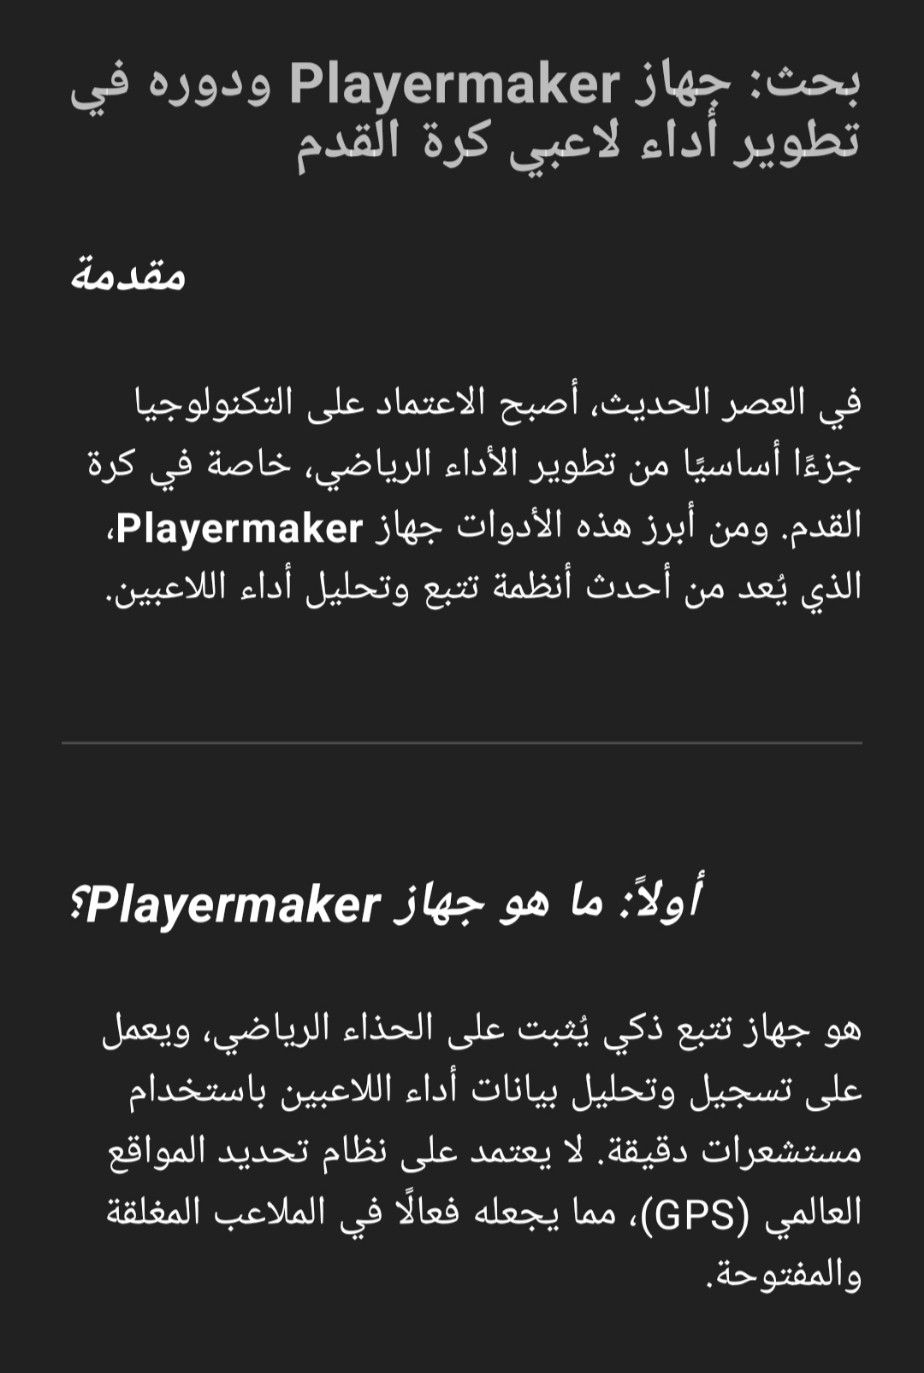 بحث: جهاز Playermaker ودوره في
تطوير أداء لاعبي كرة القدم
مقدمة
في العصر الحديث، أصبح الاعتماد على التكنولوجيا
جزءًا أساسيًا من تطوير الأداء الرياضي، خاصة في كرة
القدم. ومن أبرز هذه الأدوات جهاز Playermaker،
الذي يُعد من أحدث أنظمة تتبع وتحليل أداء اللاعبين.
أولاً: ما هو جهاز Playermaker؟
هو جهاز تتبع ذكي يُثبت على الحذاء الرياضي، ويعمل
على تسجيل وتحليل بيانات أداء اللاعبين باستخدام
مستشعرات دقيقة. لا يعتمد على نظام تحديد المواقع
العالمي (GPS)، مما يجعله فعالًا في الملاعب المغلقة
والمفتوحة.